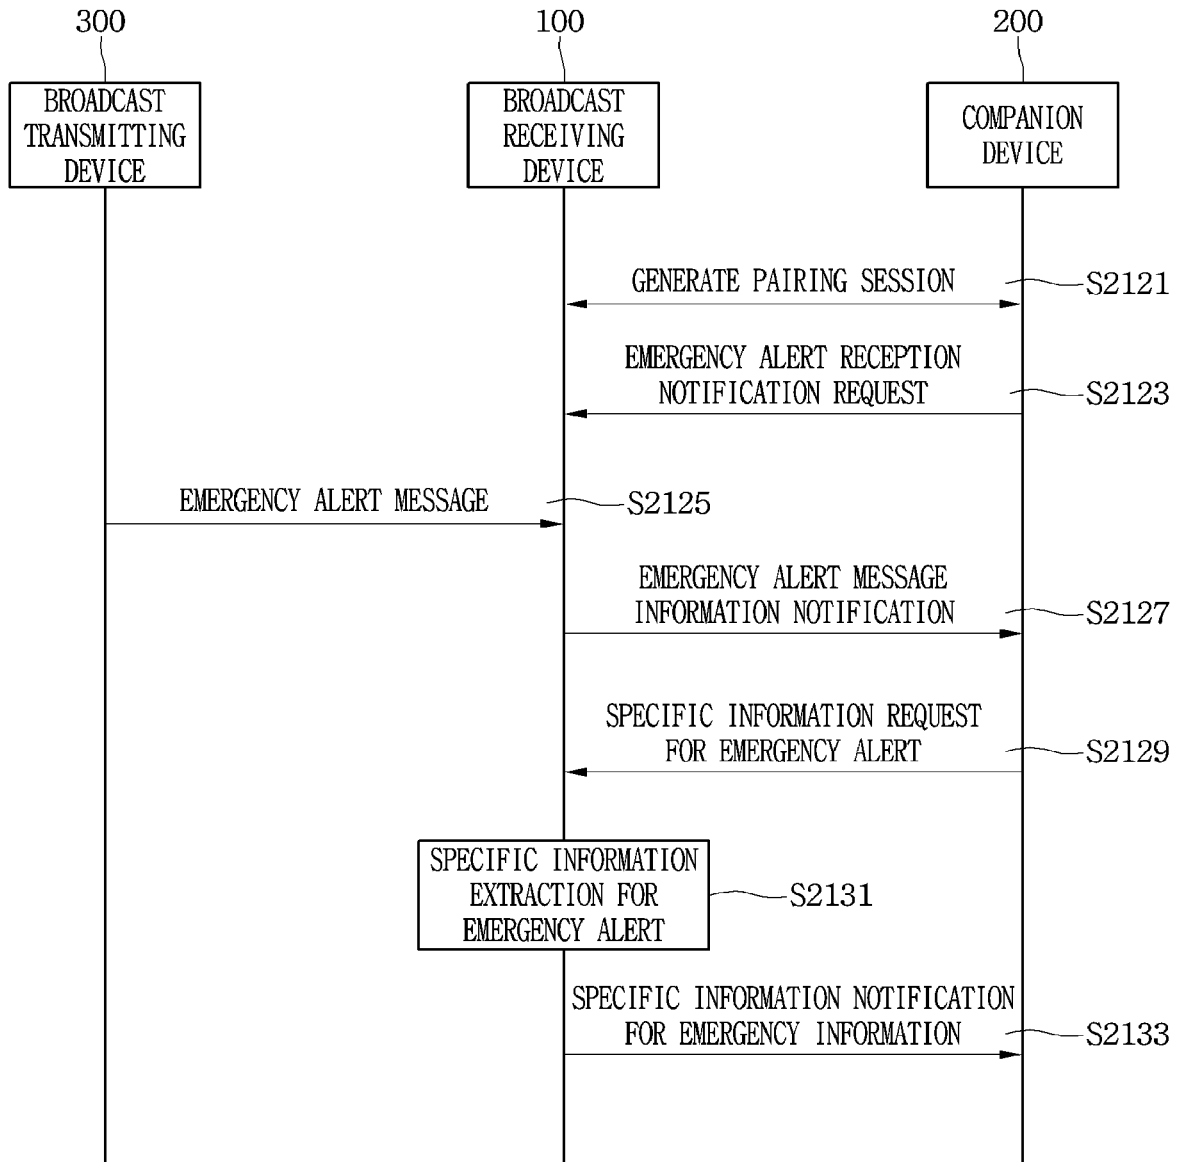 300
100
200
BROADCAST
TRANSMITTING
DEVICE
BROADCAST
RECEIVING
DEVICE
COMPANION
DEVICE
GENERATE PAIRING SESSION
S2121
EMERGENCY ALERT RECEPTION
NOTIFICATION REQUEST
S2123
EMERGENCY ALERT MESSAGE
S2125
EMERGENCY ALERT MESSAGE
INFORMATION NOTIFICATION
S2127
SPECIFIC INFORMATION REQUEST
FOR EMERGENCY ALERT
S2129
SPECIFIC INFORMATION
EXTRACTION FOR
EMERGENCY ALERT
S2131
SPECIFIC INFORMATION NOTIFICATION
FOR EMERGENCY INFORMATION
S2133